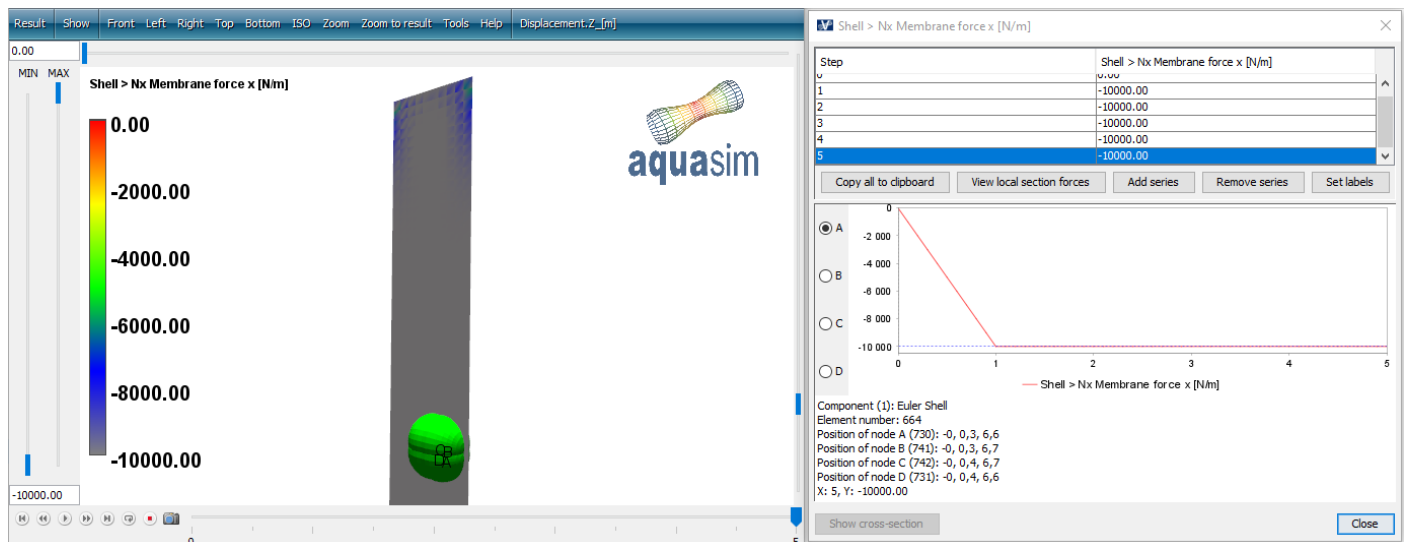 Result Show Front Left Right Top Bottom ISO Zoom Zoom to result Tools Help Displacement.Z_[m]
0.00
MIN MAX
Shell > Nx Membrane force x [N/m]
0.00
-2000.00
-4000.00
-6000.00
-8000.00
-10000.00
-10000.00
aquasim
CB
DA
0 5
Shell > Nx Membrane force x [N/m]
Step Shell > Nx Membrane force x [N/m]
0 0.00
1 -10000.00
2 -10000.00
3 -10000.00
4 -10000.00
5 -10000.00
Copy all to clipboard View local section forces Add series Remove series Set labels
A
B
C
D
0
-2 000
-4 000
-6 000
-8 000
-10 000
0 1 2 3 4 5
Shell > Nx Membrane force x [N/m]
Component (1): Euler Shell
Element number: 664
Position of node A (730): -0, 0,3, 6,6
Position of node B (741): -0, 0,3, 6,7
Position of node C (742): -0, 0,4, 6,7
Position of node D (731): -0, 0,4, 6,6
X: 5, Y: -10000.00
Show cross-section Close